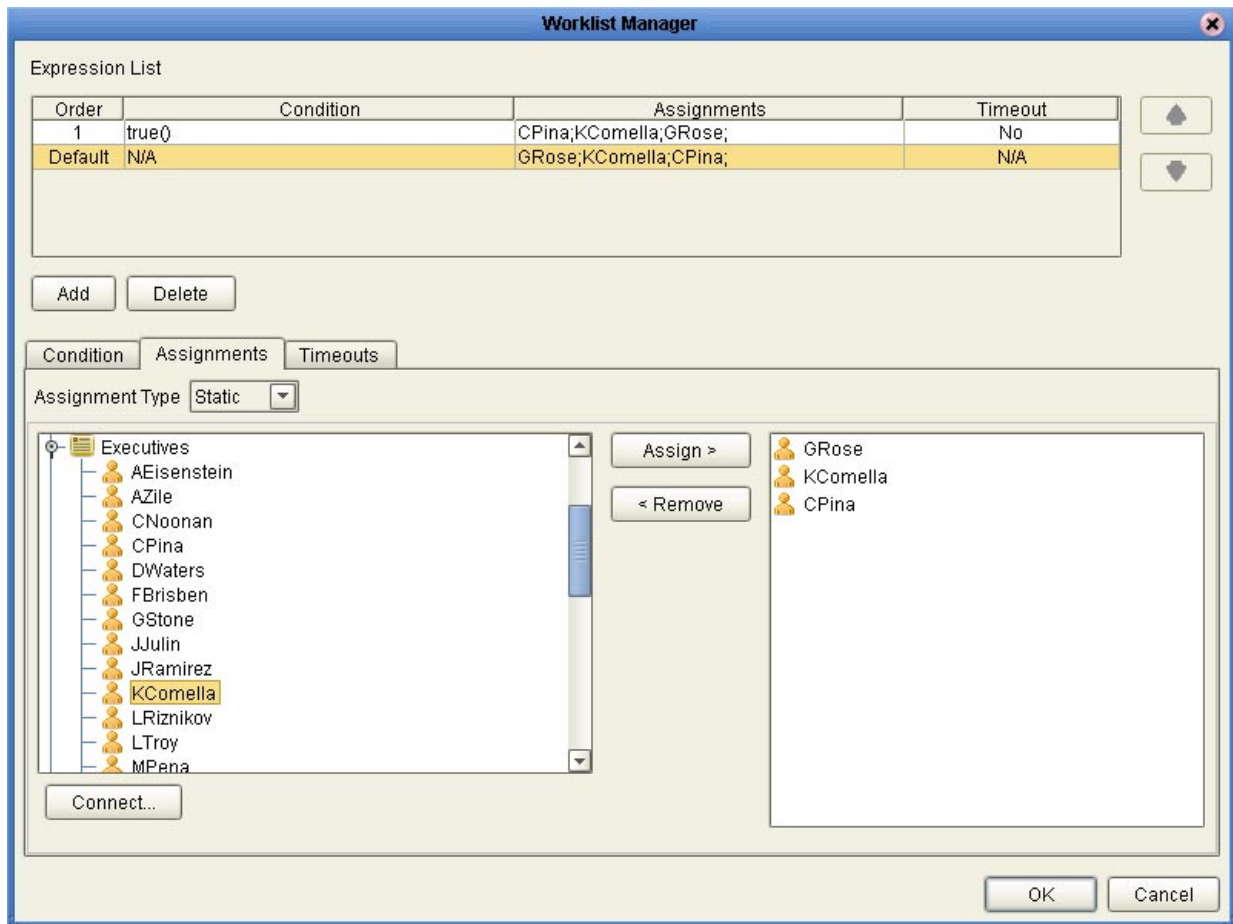 Worklist Manager
Expression List
Order Condition Assignments Timeout
1 true() CPina;KComella;GRose; No
Default N/A GRose;KComella;CPina; N/A
Add Delete
Condition Assignments Timeouts
Assignment Type Static
Executives
AEisenstein
AZile
CNoonan
CPina
DWaters
FBrisben
GStone
JJulin
JRamirez
KComella
LRiznikov
LTroy
MPena
Connect...
Assign >
< Remove
GRose
KComella
CPina
OK Cancel